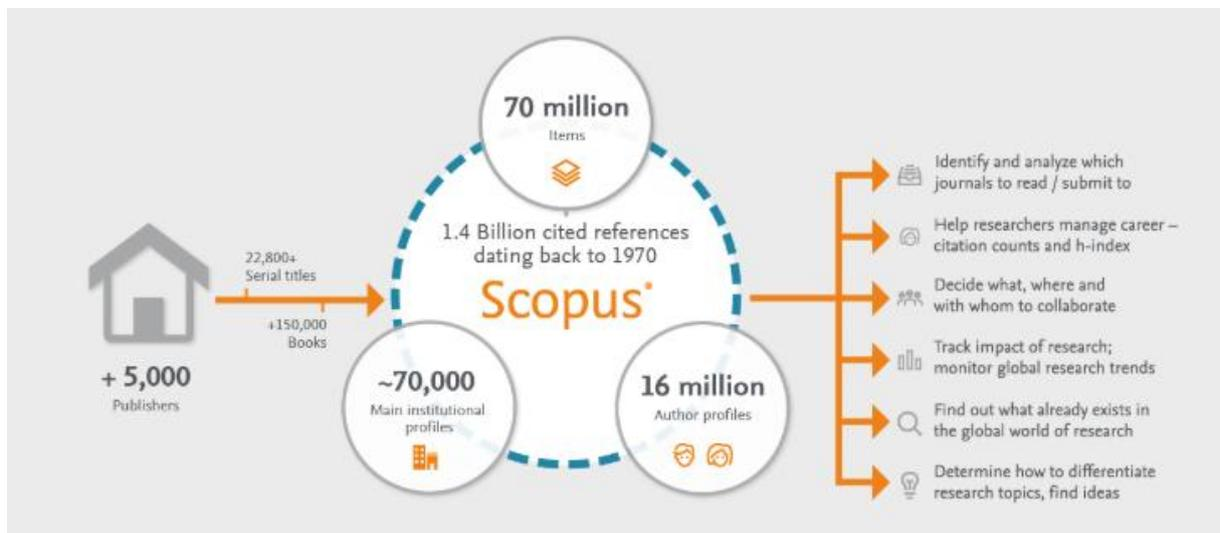 70 million
Items
1.4 Billion cited references
dating back to 1970
Scopus®
22,800+
Serial titles
+150,000
Books
+ 5,000
Publishers
~70,000
Main institutional
profiles
16 million
Author profiles
Identify and analyze which
journals to read / submit to
Help researchers manage career –
citation counts and h-index
Decide what, where and
with whom to collaborate
Track impact of research;
monitor global research trends
Find out what already exists in
the global world of research
Determine how to differentiate
research topics, find ideas